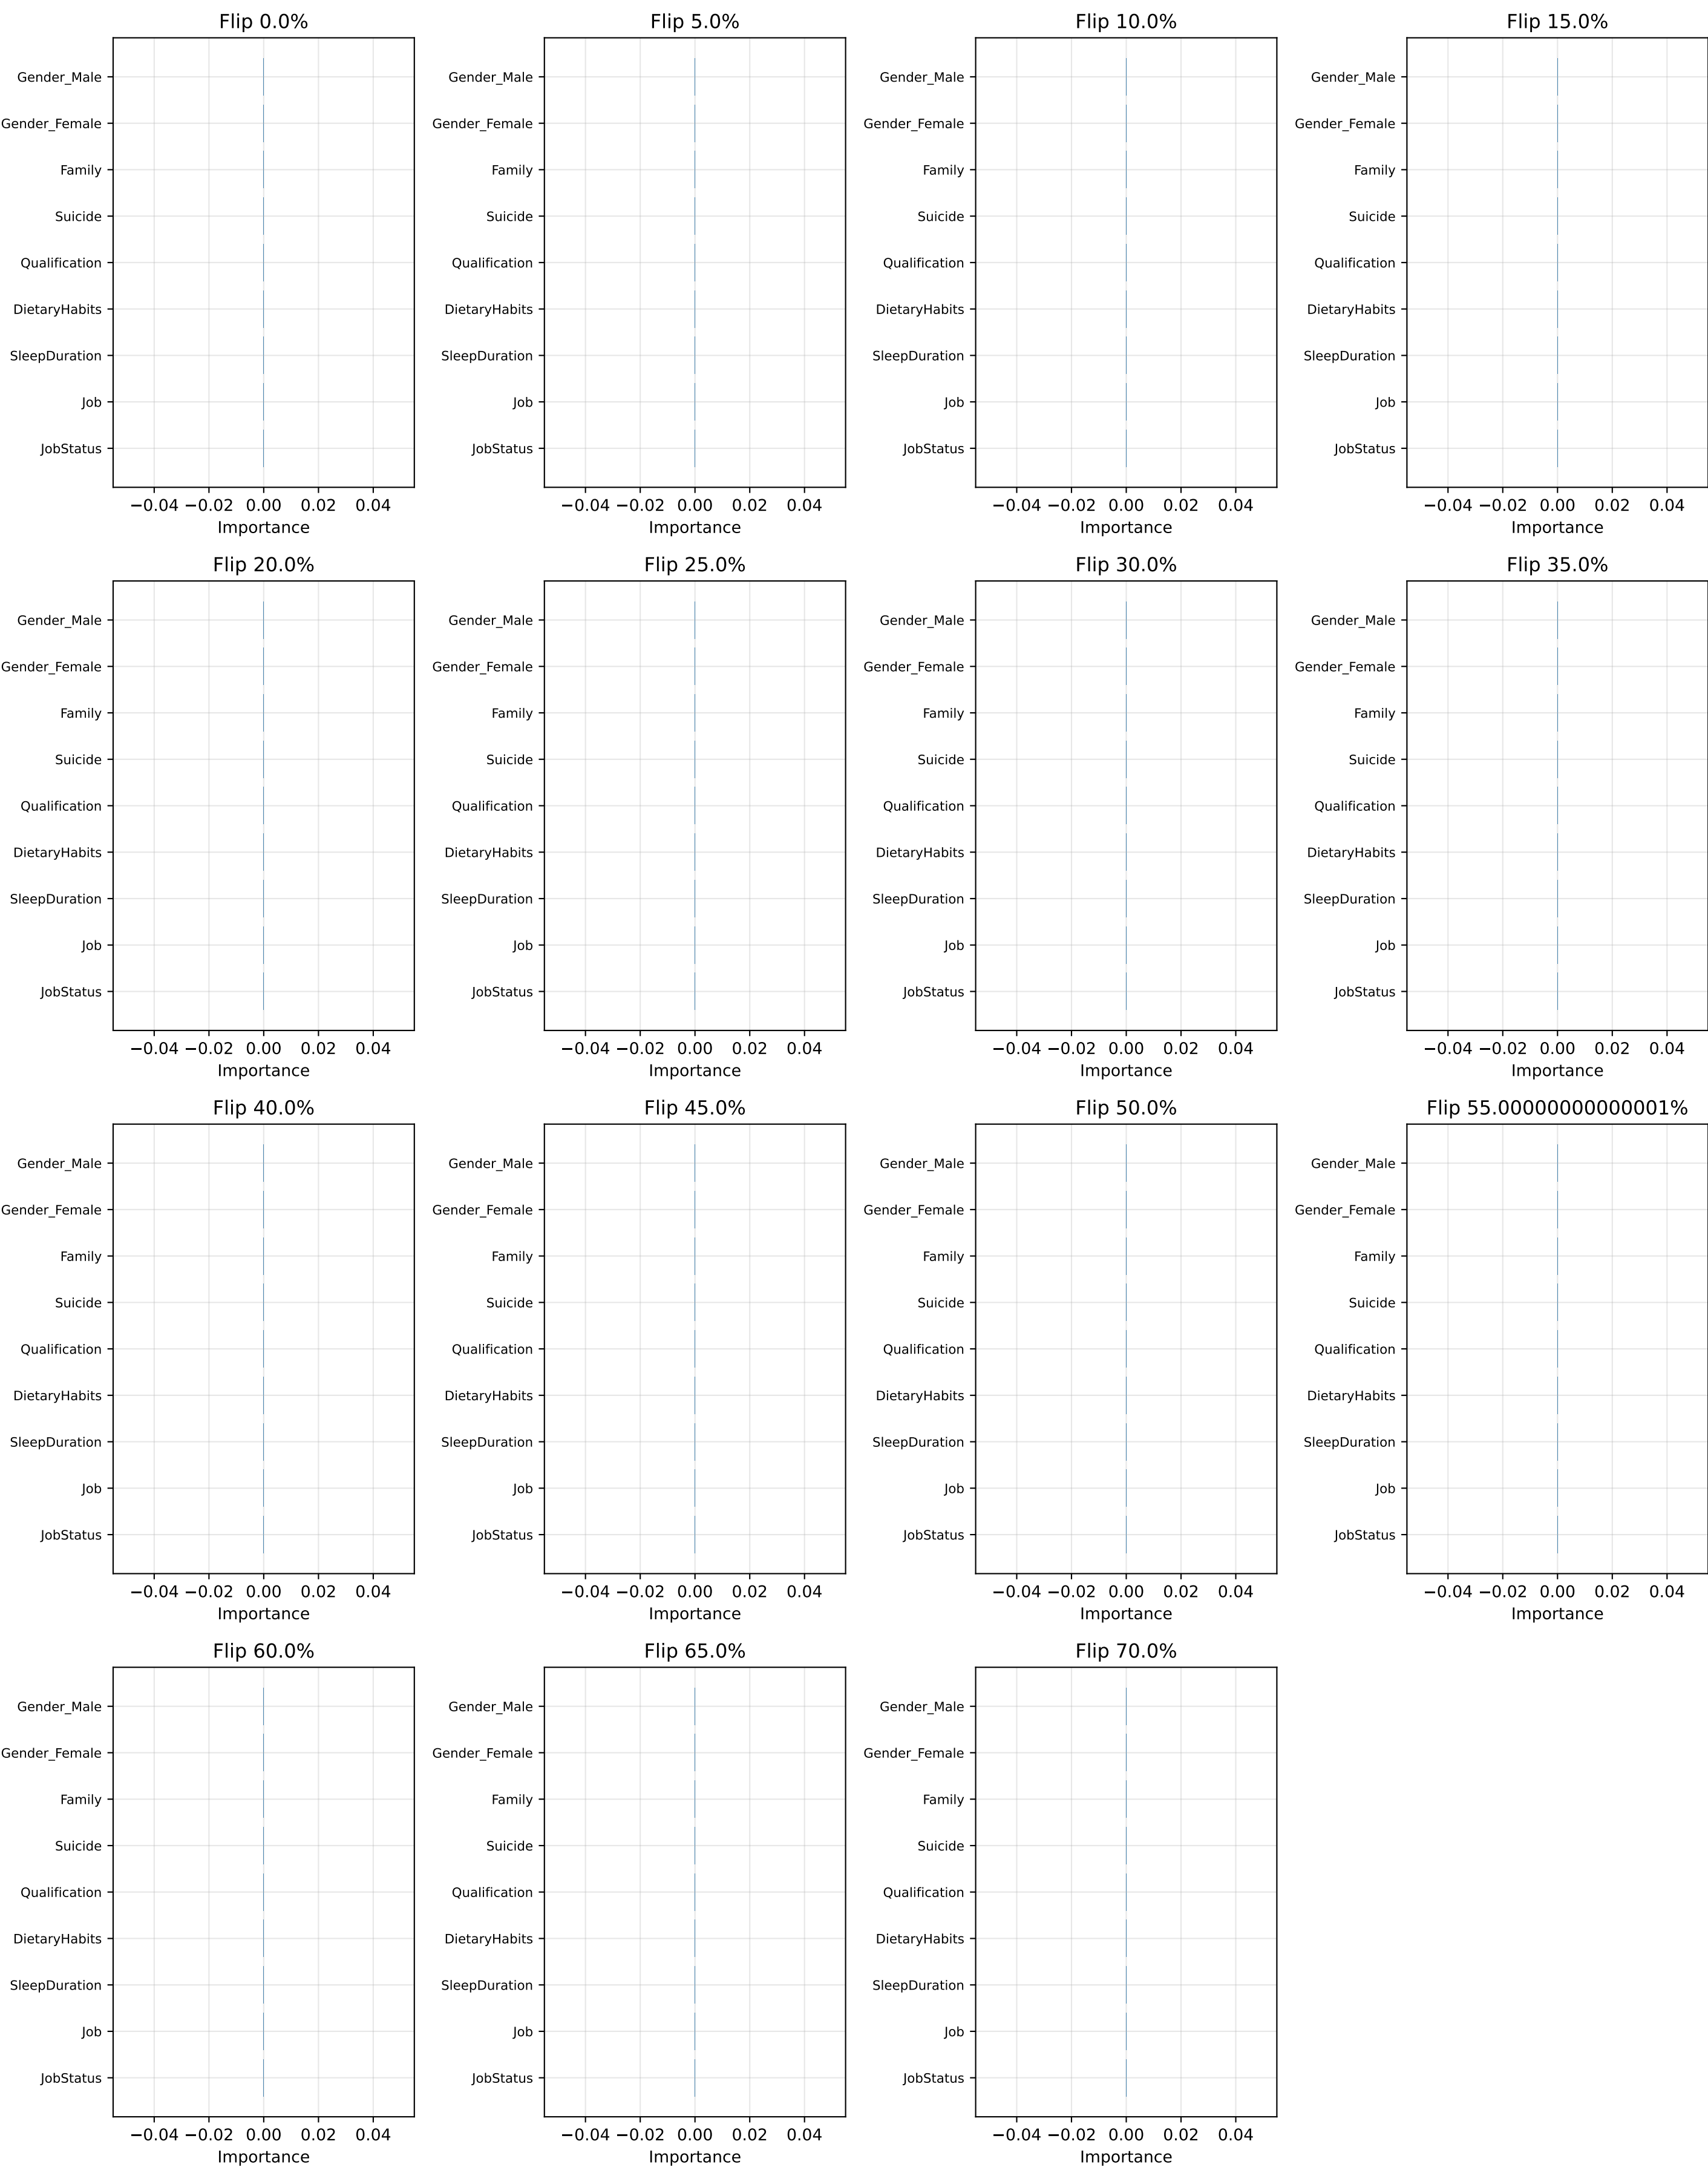 Flip 0.0%
Gender_Male
Gender_Female
Family
Suicide
Qualification
DietaryHabits
SleepDuration
Job
JobStatus
−0.04 −0.02 0.00 0.02 0.04
Importance
Flip 5.0%
Gender_Male
Gender_Female
Family
Suicide
Qualification
DietaryHabits
SleepDuration
Job
JobStatus
−0.04 −0.02 0.00 0.02 0.04
Importance
Flip 10.0%
Gender_Male
Gender_Female
Family
Suicide
Qualification
DietaryHabits
SleepDuration
Job
JobStatus
−0.04 −0.02 0.00 0.02 0.04
Importance
Flip 15.0%
Gender_Male
Gender_Female
Family
Suicide
Qualification
DietaryHabits
SleepDuration
Job
JobStatus
−0.04 −0.02 0.00 0.02 0.04
Importance
Flip 20.0%
Gender_Male
Gender_Female
Family
Suicide
Qualification
DietaryHabits
SleepDuration
Job
JobStatus
−0.04 −0.02 0.00 0.02 0.04
Importance
Flip 25.0%
Gender_Male
Gender_Female
Family
Suicide
Qualification
DietaryHabits
SleepDuration
Job
JobStatus
−0.04 −0.02 0.00 0.02 0.04
Importance
Flip 30.0%
Gender_Male
Gender_Female
Family
Suicide
Qualification
DietaryHabits
SleepDuration
Job
JobStatus
−0.04 −0.02 0.00 0.02 0.04
Importance
Flip 35.0%
Gender_Male
Gender_Female
Family
Suicide
Qualification
DietaryHabits
SleepDuration
Job
JobStatus
−0.04 −0.02 0.00 0.02 0.04
Importance
Flip 40.0%
Gender_Male
Gender_Female
Family
Suicide
Qualification
DietaryHabits
SleepDuration
Job
JobStatus
−0.04 −0.02 0.00 0.02 0.04
Importance
Flip 45.0%
Gender_Male
Gender_Female
Family
Suicide
Qualification
DietaryHabits
SleepDuration
Job
JobStatus
−0.04 −0.02 0.00 0.02 0.04
Importance
Flip 50.0%
Gender_Male
Gender_Female
Family
Suicide
Qualification
DietaryHabits
SleepDuration
Job
JobStatus
−0.04 −0.02 0.00 0.02 0.04
Importance
Flip 55.00000000000001%
Gender_Male
Gender_Female
Family
Suicide
Qualification
DietaryHabits
SleepDuration
Job
JobStatus
−0.04 −0.02 0.00 0.02 0.04
Importance
Flip 60.0%
Gender_Male
Gender_Female
Family
Suicide
Qualification
DietaryHabits
SleepDuration
Job
JobStatus
−0.04 −0.02 0.00 0.02 0.04
Importance
Flip 65.0%
Gender_Male
Gender_Female
Family
Suicide
Qualification
DietaryHabits
SleepDuration
Job
JobStatus
−0.04 −0.02 0.00 0.02 0.04
Importance
Flip 70.0%
Gender_Male
Gender_Female
Family
Suicide
Qualification
DietaryHabits
SleepDuration
Job
JobStatus
−0.04 −0.02 0.00 0.02 0.04
Importance